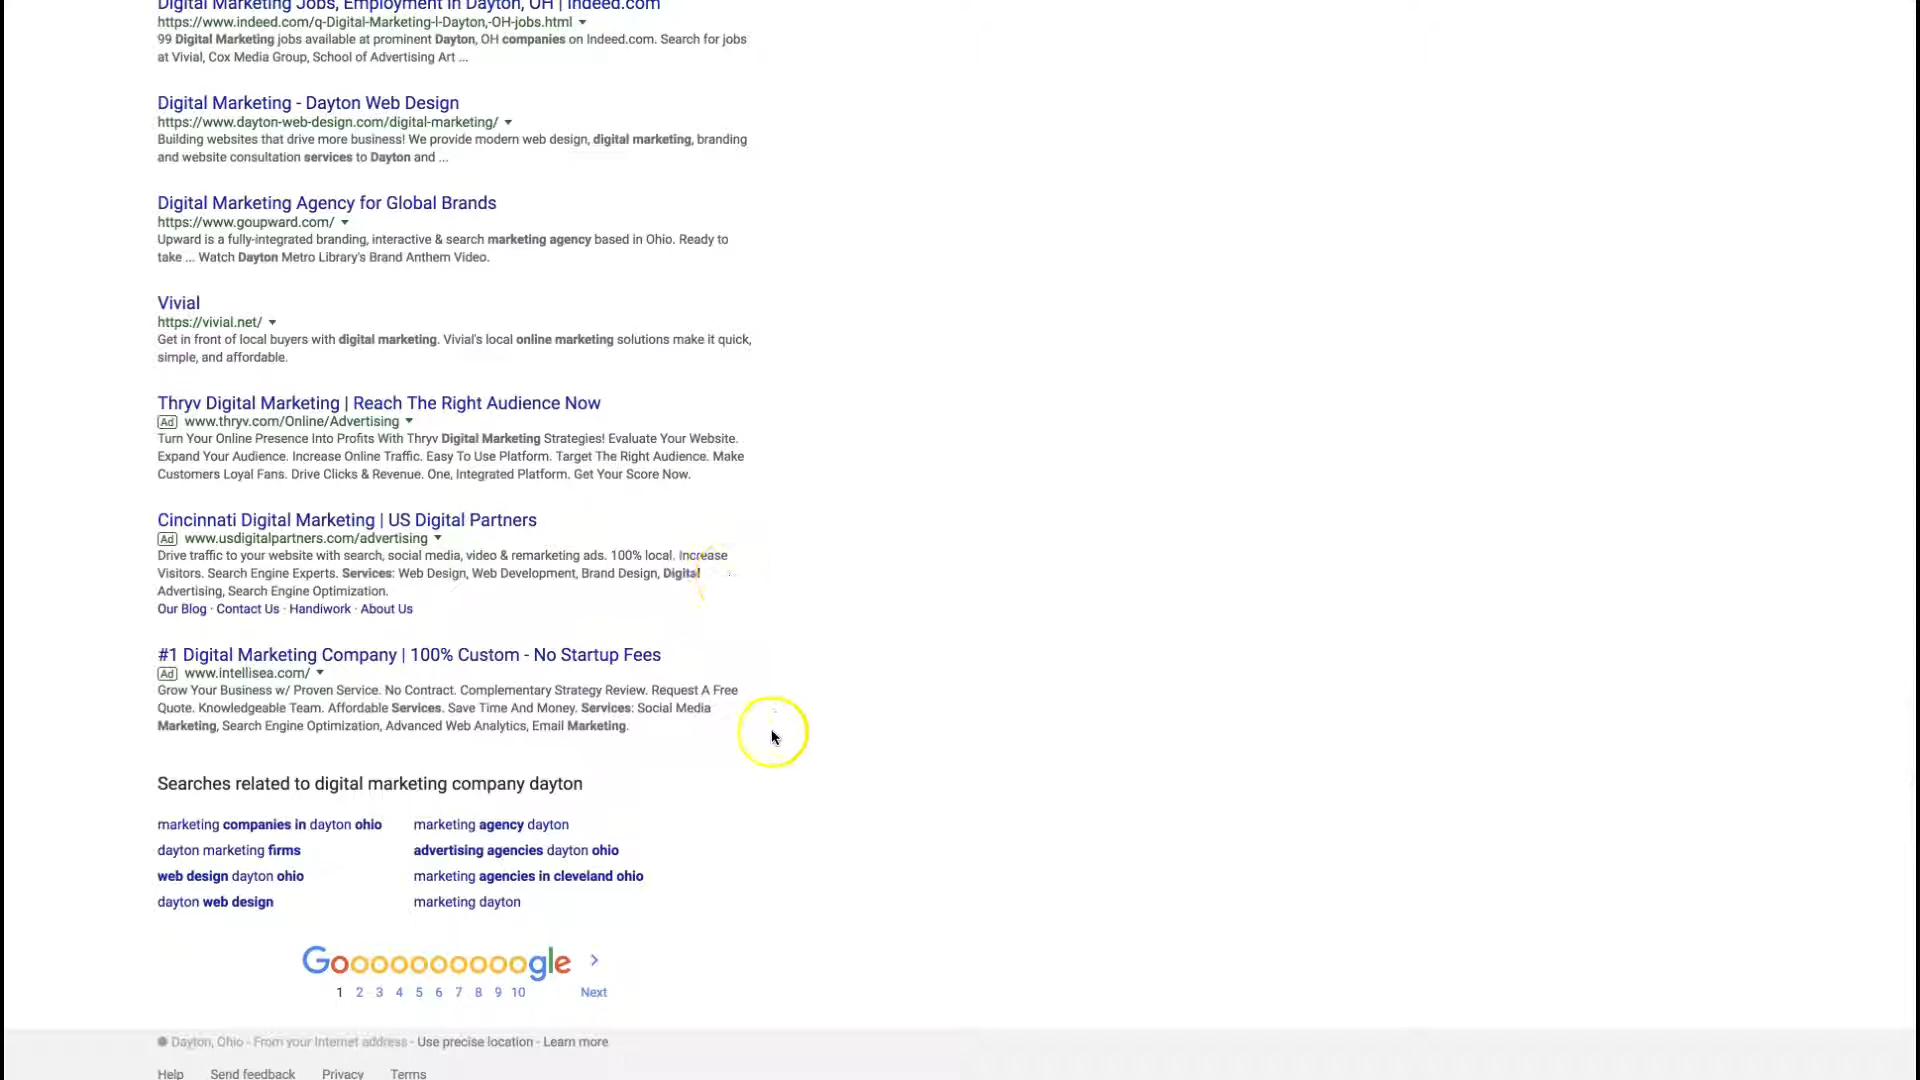 Digital Marketing Jobs, Employment in Dayton, OH | Indeed.com
https://www.indeed.com/q-Digital-Marketing-l-Dayton,-OH-jobs.html
99 Digital Marketing jobs available at prominent Dayton, OH companies on Indeed.com. Search for jobs
at Vivial, Cox Media Group, School of Advertising Art ...
Digital Marketing - Dayton Web Design
https://www.dayton-web-design.com/digital-marketing/
Building websites that drive more business! We provide modern web design, digital marketing, branding
and website consultation services to Dayton and ...
Digital Marketing Agency for Global Brands
https://www.goupward.com/
Upward is a fully-integrated branding, interactive & search marketing agency based in Ohio. Ready to
take ... Watch Dayton Metro Library's Brand Anthem Video.
Vivial
https://vivial.net/
Get in front of local buyers with digital marketing. Vivial's local online marketing solutions make it quick,
simple, and affordable.
Thryv Digital Marketing | Reach The Right Audience Now
Ad www.thryv.com/Online/Advertising
Turn Your Online Presence Into Profits With Thryv Digital Marketing Strategies! Evaluate Your Website.
Expand Your Audience. Increase Online Traffic. Easy To Use Platform. Target The Right Audience. Make
Customers Loyal Fans. Drive Clicks & Revenue. One, Integrated Platform. Get Your Score Now.
Cincinnati Digital Marketing | US Digital Partners
Ad www.usdigitalpartners.com/advertising
Drive traffic to your website with search, social media, video & remarketing ads. 100% local. Increase
Visitors. Search Engine Experts. Services: Web Design, Web Development, Brand Design, Digital
Advertising, Search Engine Optimization.
Our Blog · Contact Us · Handiwork · About Us
#1 Digital Marketing Company | 100% Custom - No Startup Fees
Ad www.intellisea.com/
Grow Your Business w/ Proven Service. No Contract. Complementary Strategy Review. Request A Free
Quote. Knowledgeable Team. Affordable Services. Save Time And Money. Services: Social Media
Marketing, Search Engine Optimization, Advanced Web Analytics, Email Marketing.
Searches related to digital marketing company dayton
marketing companies in dayton ohio marketing agency dayton
dayton marketing firms advertising agencies dayton ohio
web design dayton ohio marketing agencies in cleveland ohio
dayton web design marketing dayton
Goooooooooogle >
1 2 3 4 5 6 7 8 9 10 Next
Dayton, Ohio - From your Internet address - Use precise location - Learn more
Help Send feedback Privacy Terms